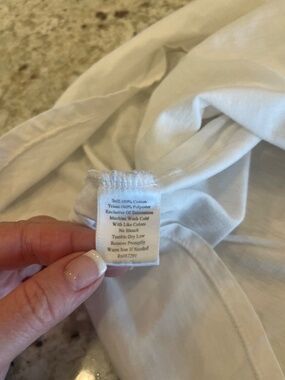 Self:100% Cotton
Trims:100% Polyester
Exclusive Of Decoration
Machine Wash Cold
With Like Colors
No Bleach
Tumble Dry Low
Remove Promptly
Warm Iron If Needed